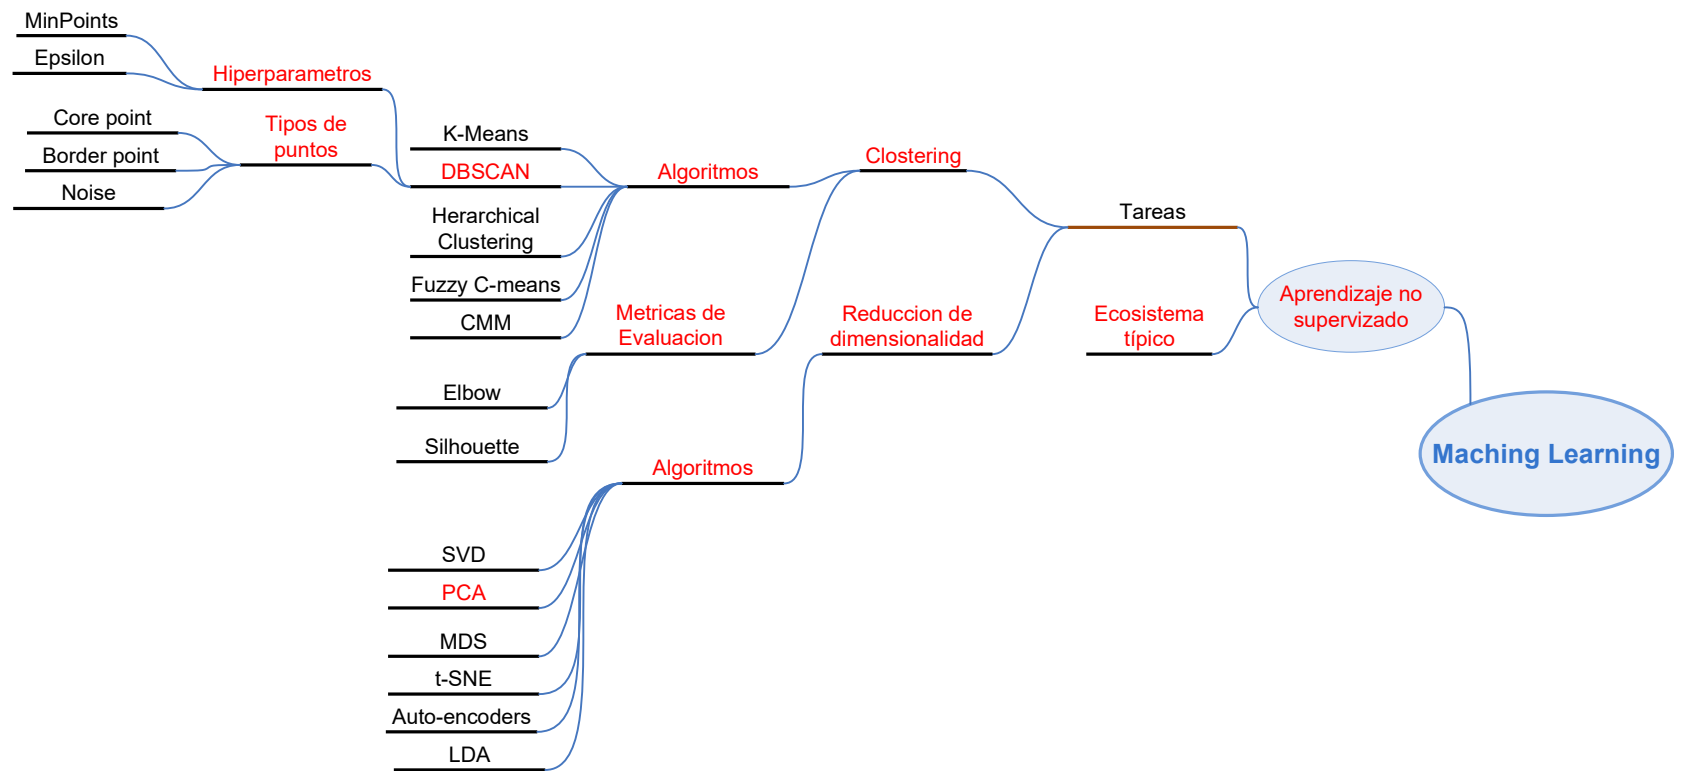 MinPoints
Epsilon
Hiperparametros
Core point
Border point
Noise
Tipos de
puntos
K-Means
DBSCAN
Herarchical
Clustering
Fuzzy C-means
CMM
Algoritmos
Clostering
Tareas
Metricas de
Evaluacion
Reduccion de
dimensionalidad
Ecosistema
típico
Aprendizaje no
supervizado
Elbow
Silhouette
Algoritmos
Maching Learning
SVD
PCA
MDS
t-SNE
Auto-encoders
LDA